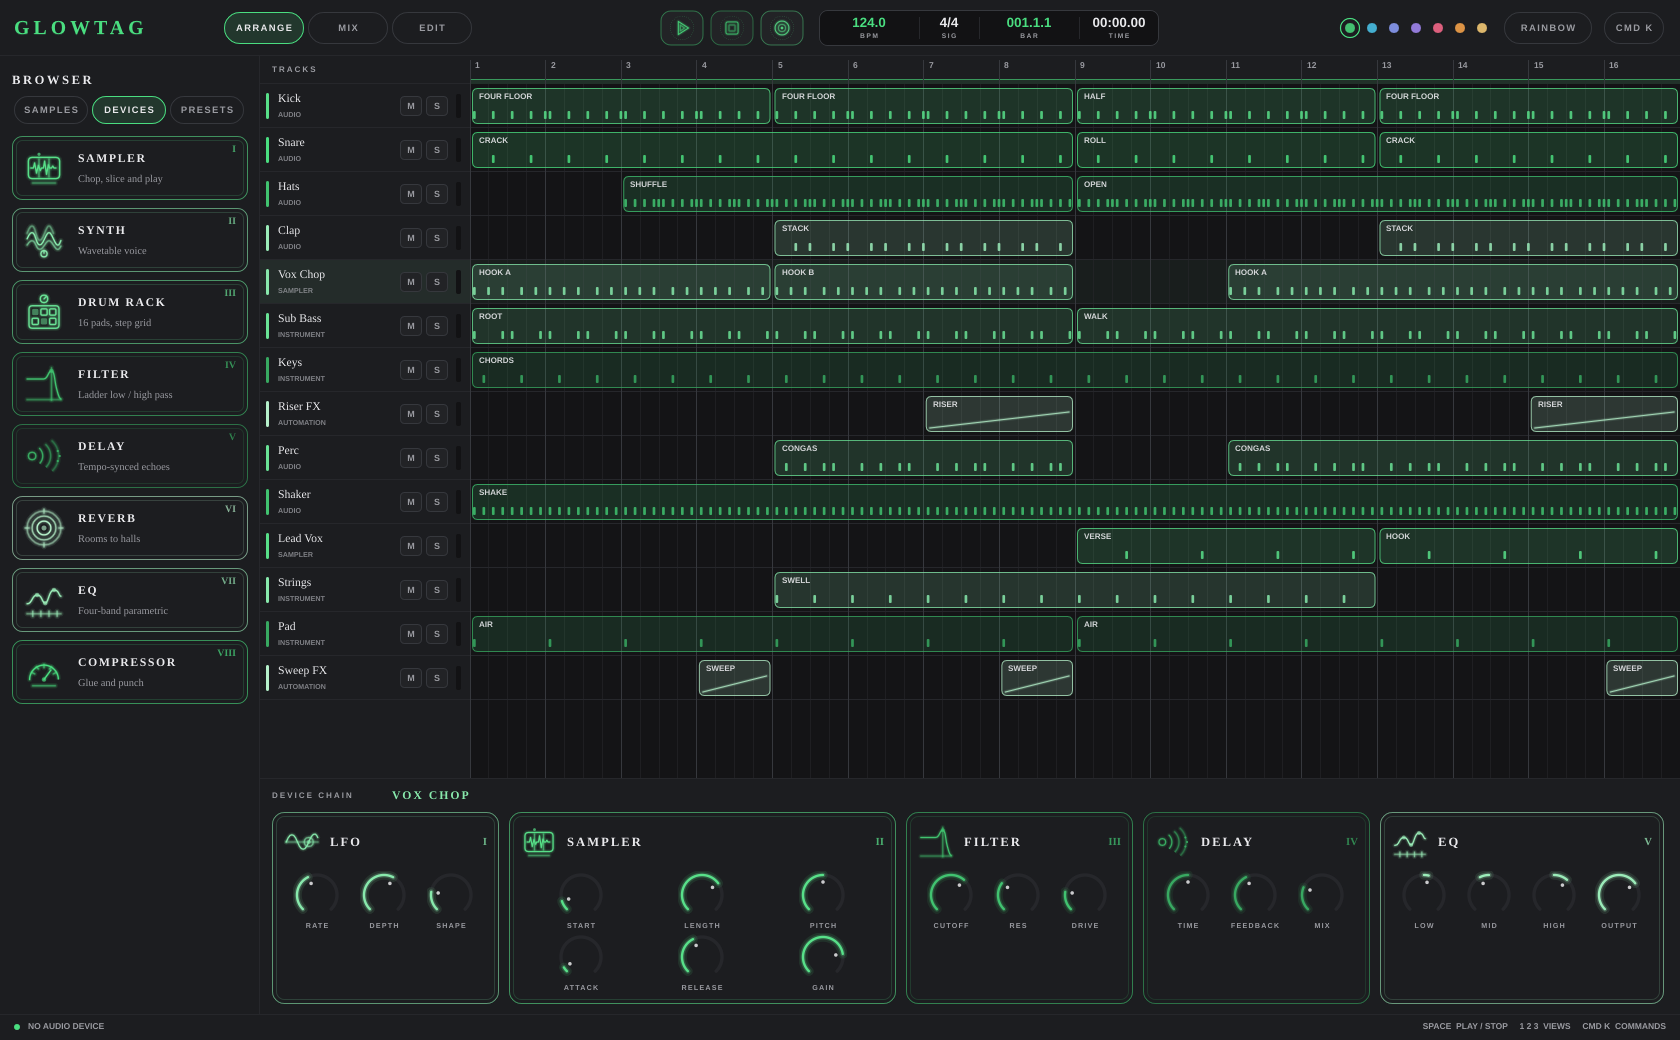 GLOWTAG
ARRANGE MIX EDIT
124.0 4/4 001.1.1 00:00.00
BPM SIG BAR TIME
RAINBOW CMD K
BROWSER
SAMPLES DEVICES PRESETS
SAMPLER I
Chop, slice and play
SYNTH II
Wavetable voice
DRUM RACK III
16 pads, step grid
FILTER IV
Ladder low / high pass
DELAY V
Tempo-synced echoes
REVERB VI
Rooms to halls
EQ VII
Four-band parametric
COMPRESSOR VIII
Glue and punch
TRACKS 1 2 3 4 5 6 7 8 9 10 11 12 13 14 15 16
Kick M S FOUR FLOOR FOUR FLOOR HALF FOUR FLOOR
AUDIO
Snare M S CRACK CRACK ROLL CRACK
AUDIO
Hats M S SHUFFLE OPEN
AUDIO
Clap M S STACK STACK
AUDIO
Vox Chop M S HOOK A HOOK B HOOK A
SAMPLER
Sub Bass M S ROOT WALK
INSTRUMENT
Keys M S CHORDS
INSTRUMENT
Riser FX M S RISER RISER
AUTOMATION
Perc M S CONGAS CONGAS
AUDIO
Shaker M S SHAKE
AUDIO
Lead Vox M S VERSE HOOK
SAMPLER
Strings M S SWELL
INSTRUMENT
Pad M S AIR AIR
INSTRUMENT
Sweep FX M S SWEEP SWEEP SWEEP
AUTOMATION
DEVICE CHAIN VOX CHOP
LFO I
RATE DEPTH SHAPE
SAMPLER II
START LENGTH PITCH
ATTACK RELEASE GAIN
FILTER III
CUTOFF RES DRIVE
DELAY IV
TIME FEEDBACK MIX
EQ V
LOW MID HIGH OUTPUT
NO AUDIO DEVICE SPACE PLAY / STOP 1 2 3 VIEWS CMD K COMMANDS